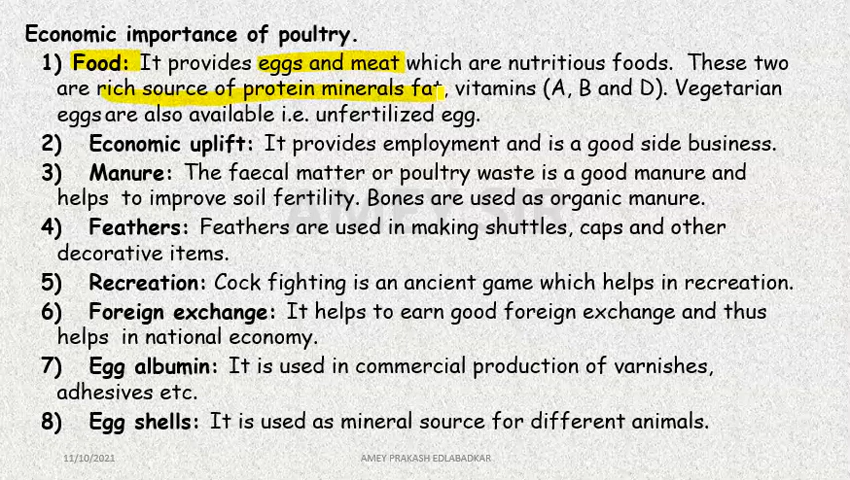 Economic importance of poultry.
1) Food: It provides eggs and meat which are nutritious foods. These two
are rich source of protein minerals fat, vitamins (A, B and D). Vegetarian
eggs are also available i.e. unfertilized egg.
2) Economic uplift: It provides employment and is a good side business.
3) Manure: The faecal matter or poultry waste is a good manure and
helps to improve soil fertility. Bones are used as organic manure.
4) Feathers: Feathers are used in making shuttles, caps and other
decorative items.
5) Recreation: Cock fighting is an ancient game which helps in recreation.
6) Foreign exchange: It helps to earn good foreign exchange and thus
helps in national economy.
7) Egg albumin: It is used in commercial production of varnishes,
adhesives etc.
8) Egg shells: It is used as mineral source for different animals.
AMEY SIR
11/10/2021 AMEY PRAKASH EDLABADKAR